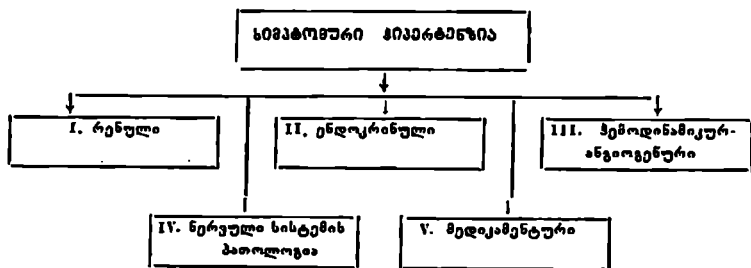 სიმპტომური ჰიპერტენზია
I. რენული
II. ენდოკრინული
III. ჰემოდინამიკურ-
ანგიოგენური
IV. ნერვული სისტემის
პათოლოგია
V. მედიკამენტური